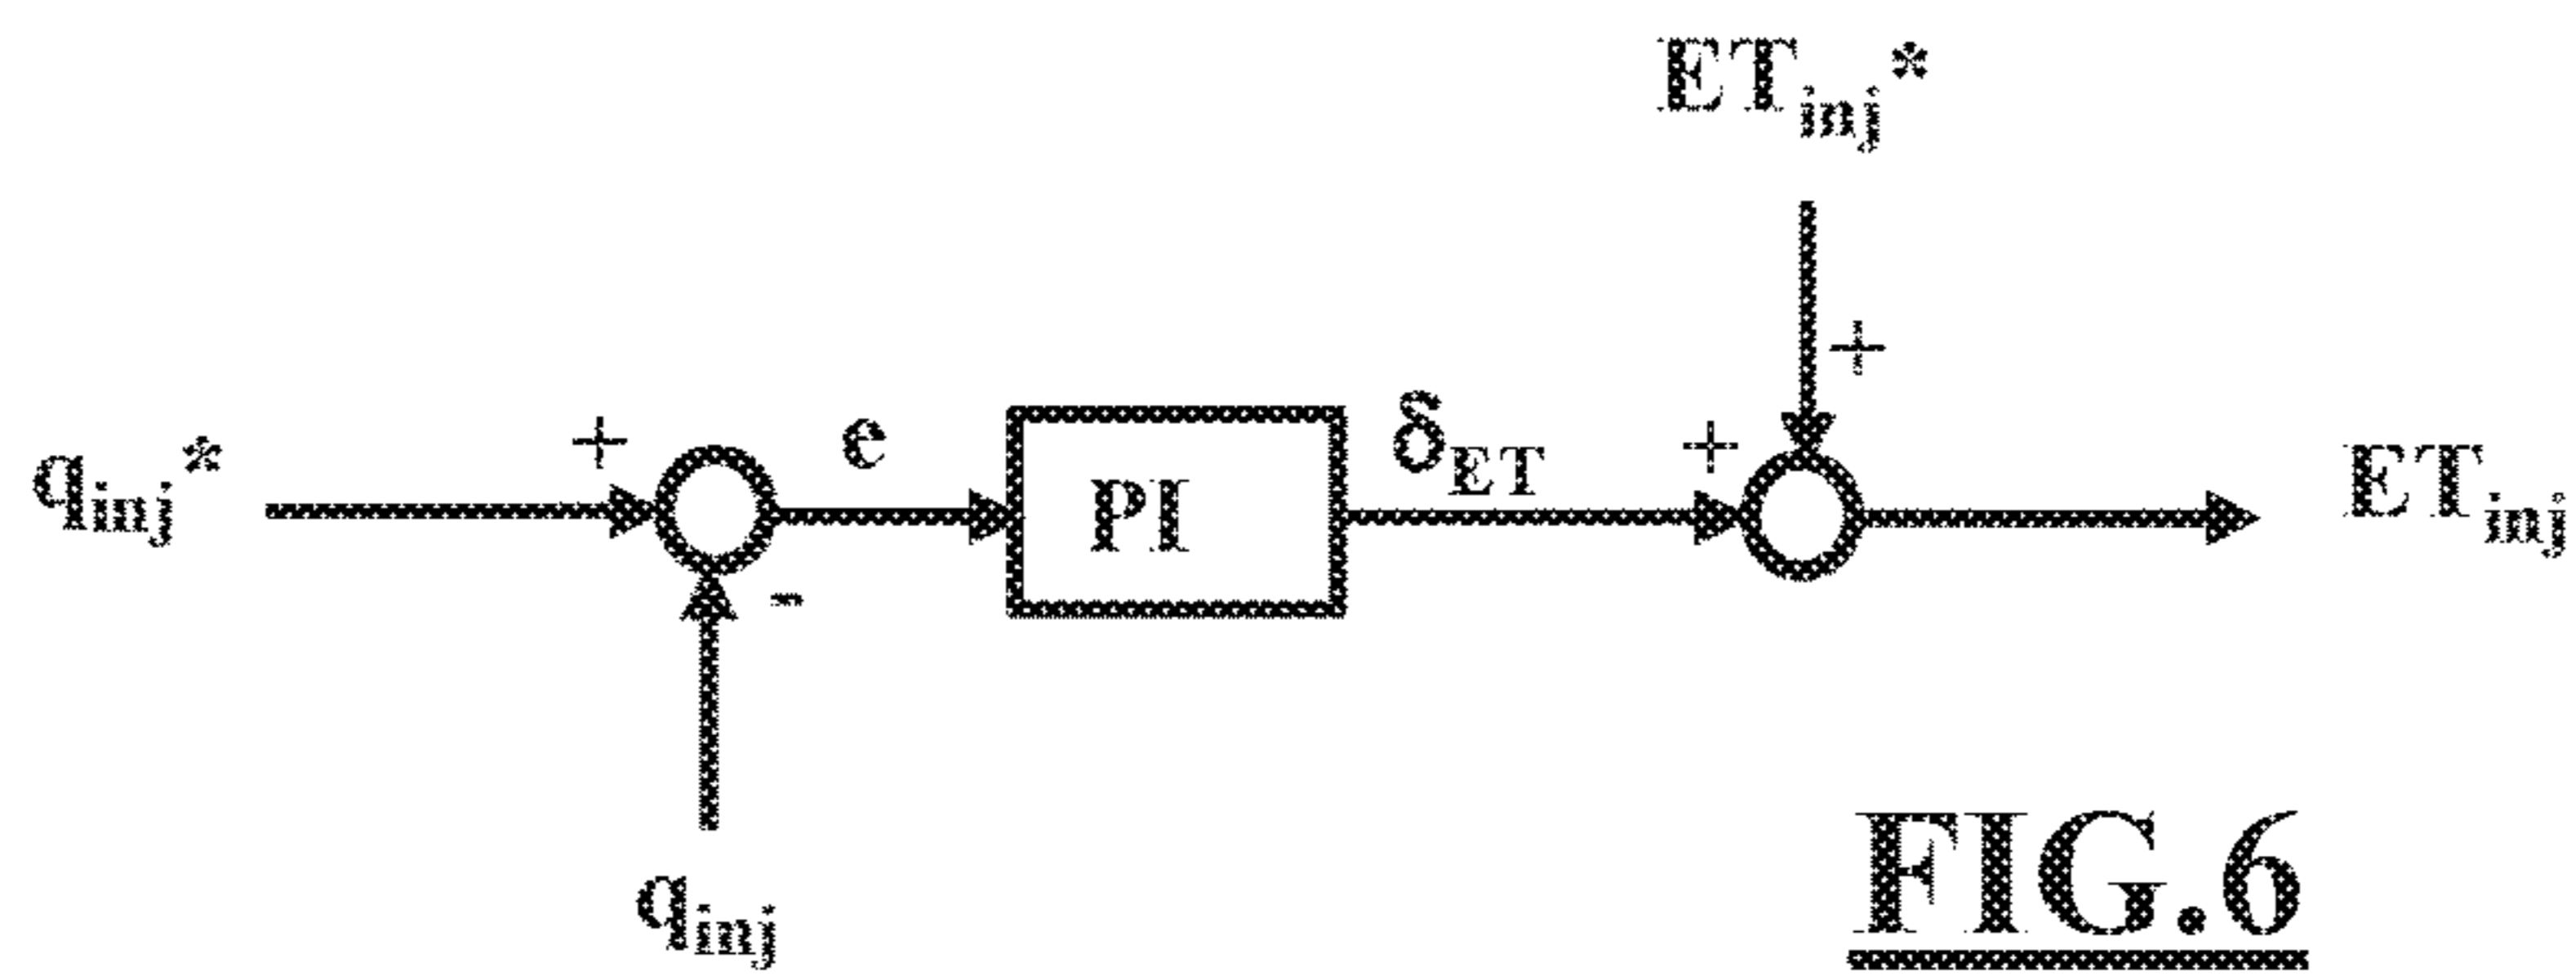 ET_inj*
+
+ e δ_ET +
q_inj* PI ET_inj
-
q_inj
FIG.6